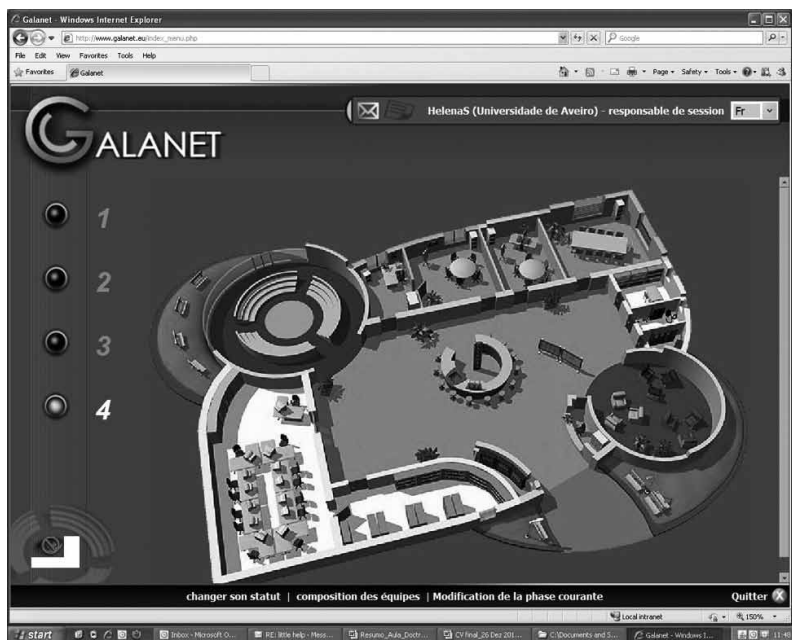 Galanet - Windows Internet Explorer
http://www.galanet.eu/index_menu.php
Google
File Edit View Favorites Tools Help
Favorites Galanet
Page Safety Tools
GALANET
HelenaS (Universidade de Aveiro) - responsable de session Fr
1
2
3
4
changer son statut | composition des équipes | Modification de la phase courante
Quitter
Local intranet
150%
start
Inbox - Microsoft O...
RE: little help - Mess...
Resumo_Aula_Doctr...
CV final_26 Dez 201...
C:\Documents and S...
Galanet - Windows I...